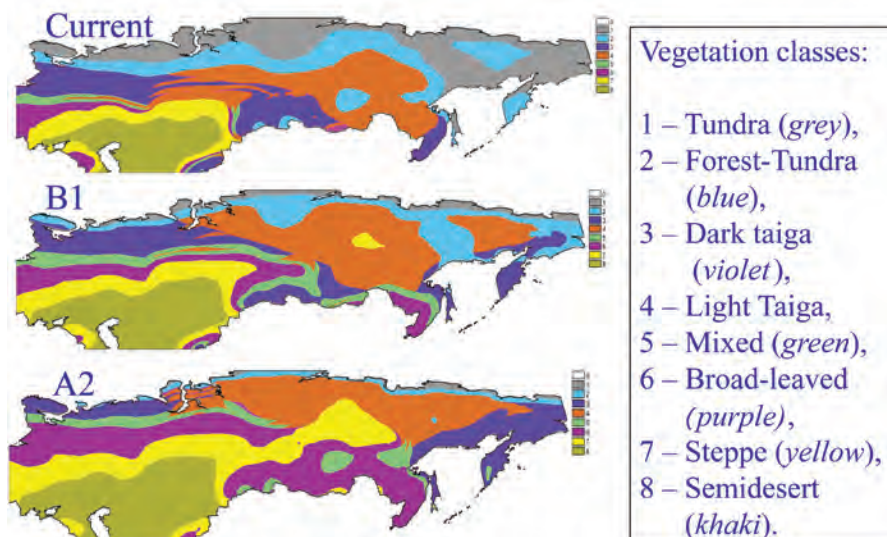 Current
B1
A2
Vegetation classes:
1 – Tundra (grey),
2 – Forest-Tundra
(blue),
3 – Dark taiga
(violet),
4 – Light Taiga,
5 – Mixed (green),
6 – Broad-leaved
(purple),
7 – Steppe (yellow),
8 – Semidesert
(khaki).